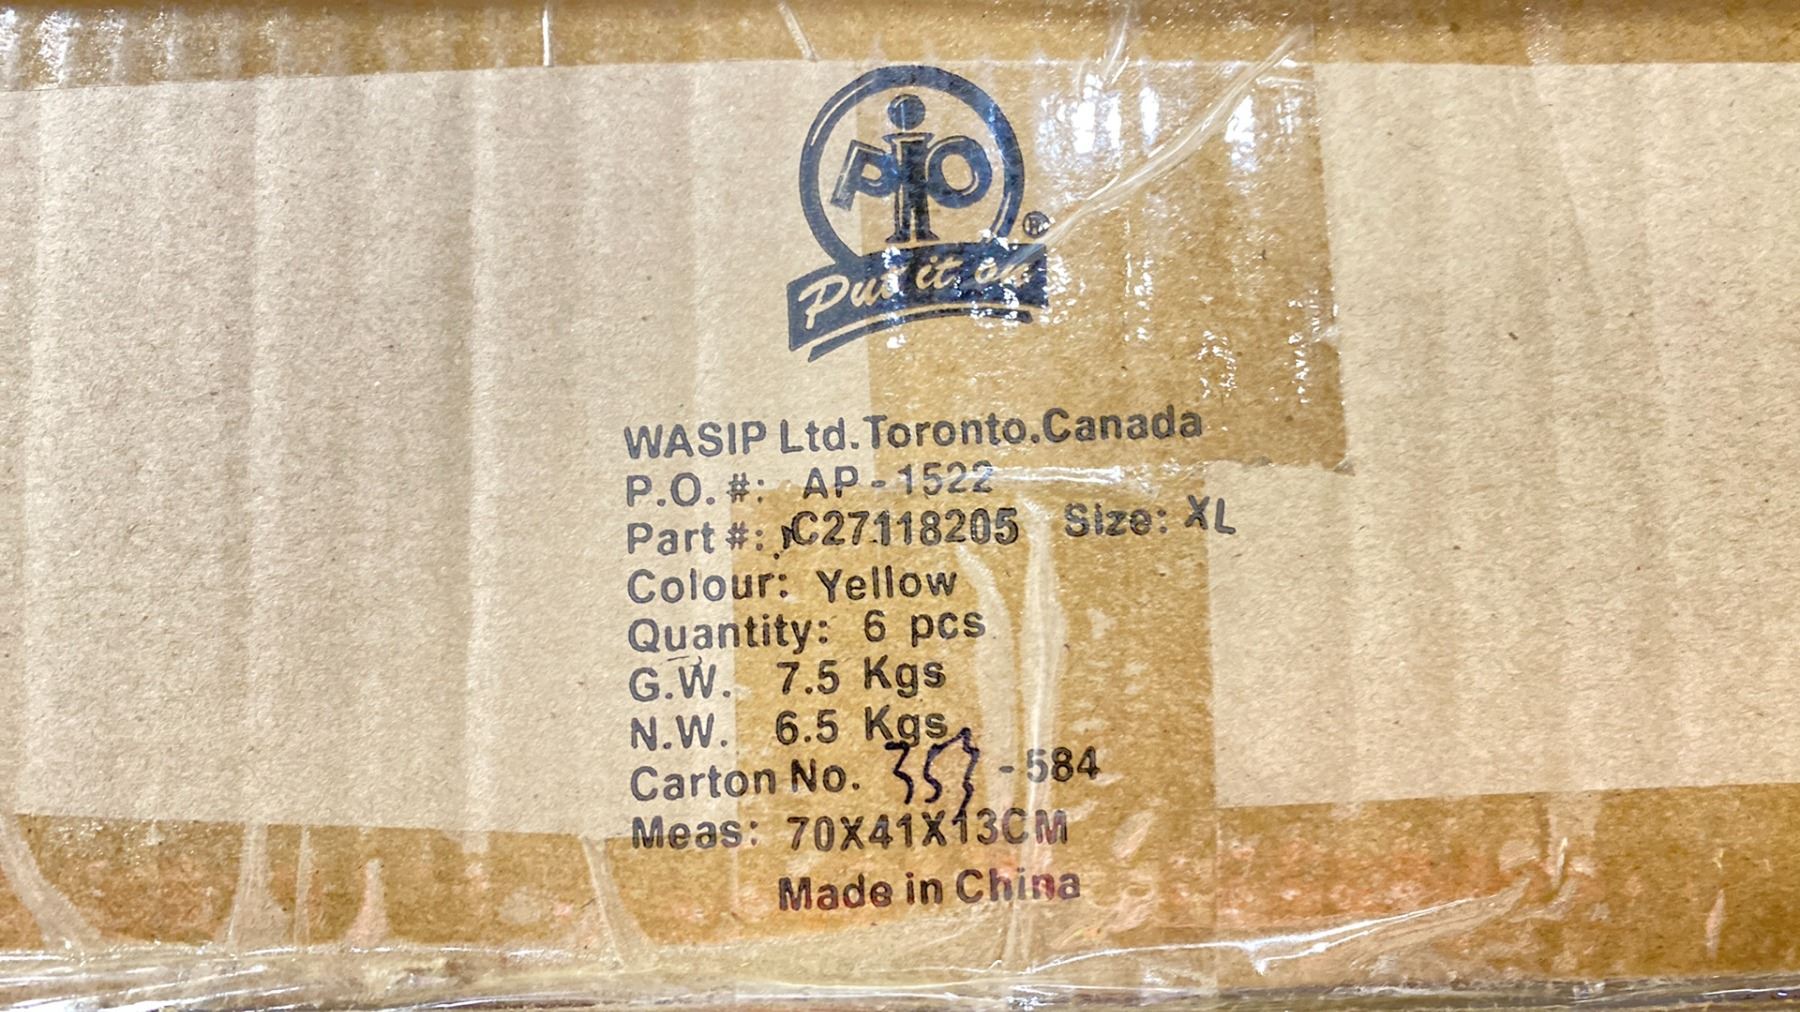 PiO
®
Put it on
WASIP Ltd. Toronto.Canada
P.O. #: AP-1522
Part #: C27118205 Size: XL
Colour: Yellow
Quantity: 6 pcs
G.W. 7.5 Kgs
N.W. 6.5 Kgs
Carton No. 353 -584
Meas: 70X41X13CM
Made in China